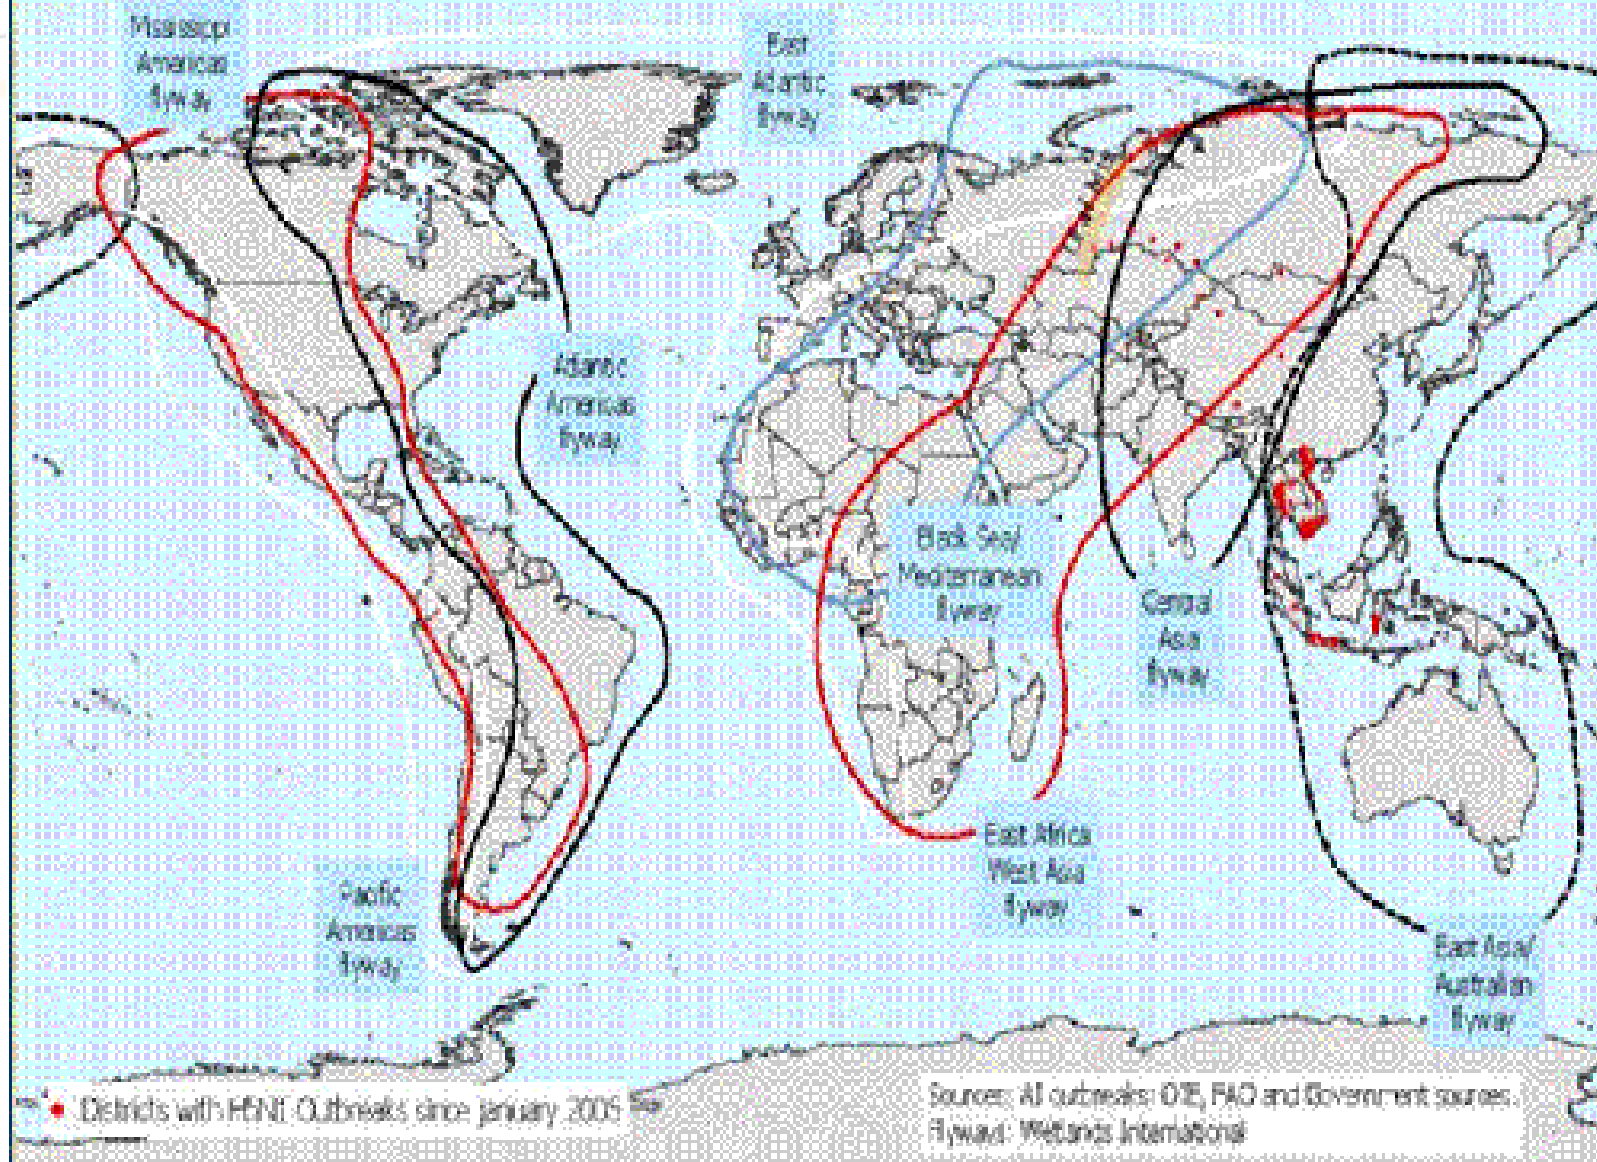 Mississippi
Americas
flyway
East
Atlantic
flyway
Atlantic
Americas
flyway
Black Sea/
Mediterranean
flyway
Central
Asia
flyway
East Africa
West Asia
flyway
Pacific
Americas
flyway
East Asia/
Australian
flyway
Districts with H5N1 Outbreaks since january 2005
Sources: AI outbreaks: OIE, FAO and Government sources.
Flyways: Wetlands International